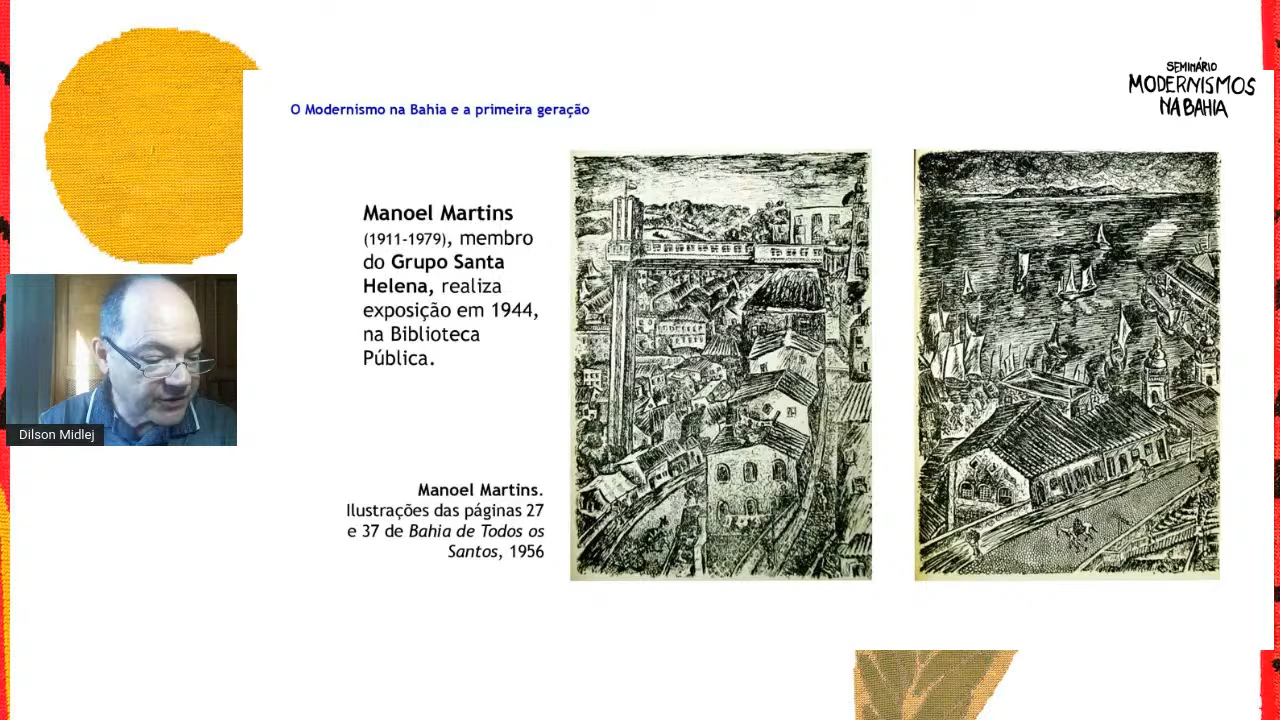 SEMINÁRIO
MODERNISMOS
NA BAHIA
O Modernismo na Bahia e a primeira geração
Manoel Martins
(1911-1979), membro
do Grupo Santa
Helena, realiza
exposição em 1944,
na Biblioteca
Pública.
Dilson Midlej
Manoel Martins.
Ilustrações das páginas 27
e 37 de Bahia de Todos os
Santos, 1956